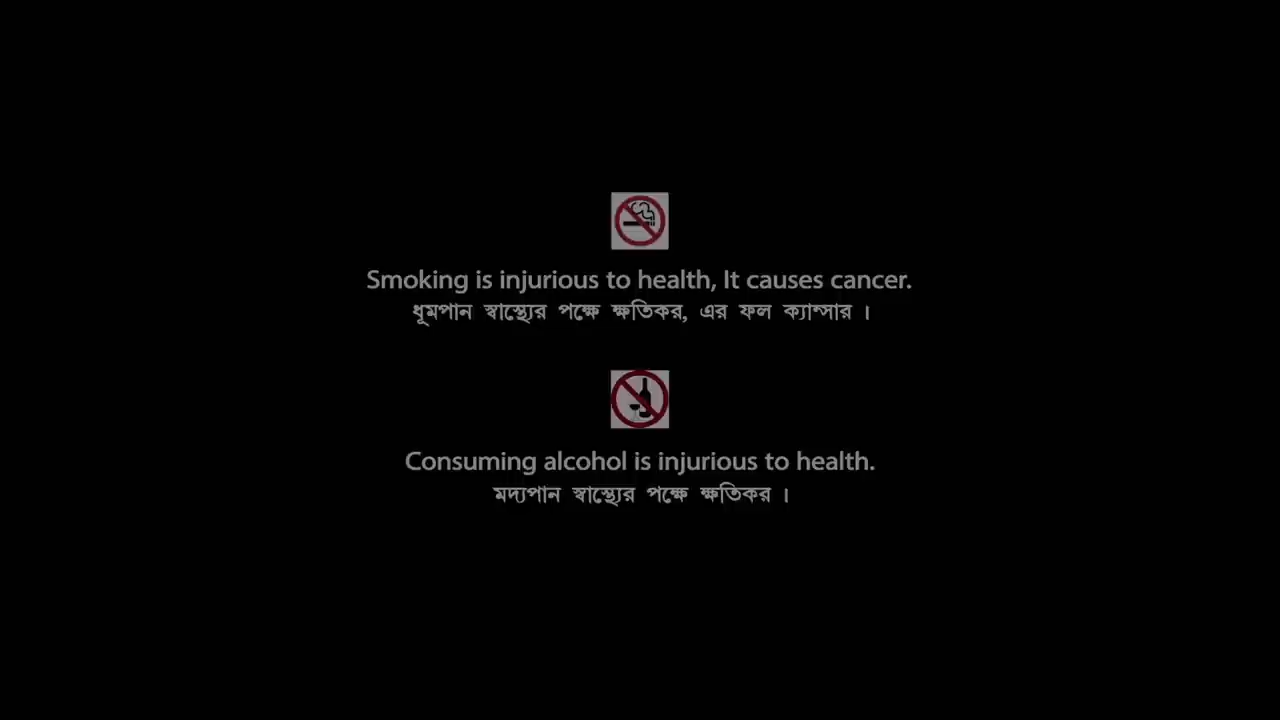 Smoking is injurious to health, It causes cancer.
ধূমপান স্বাস্থ্যের পক্ষে ক্ষতিকর, এর ফল ক্যান্সার ।
Consuming alcohol is injurious to health.
মদ্যপান স্বাস্থ্যের পক্ষে ক্ষতিকর ।